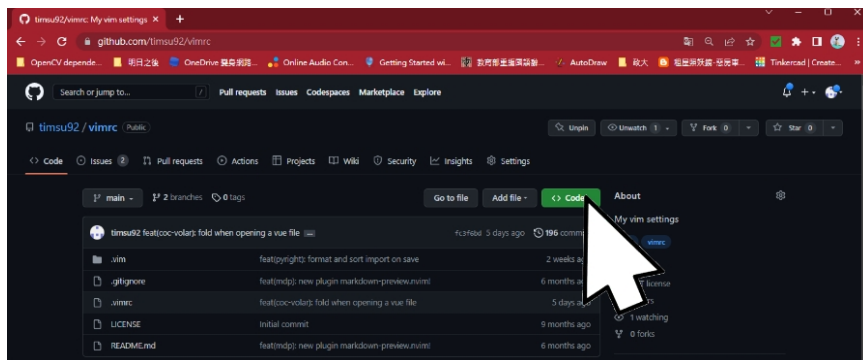 timsu92/vimrc: My vim settings
github.com/timsu92/vimrc
OpenCV depende... 明日之後 OneDrive 雙身網路... Online Audio Con... Getting Started wi... AutoDraw 政大 Tinkercad | Create...
Search or jump to... / Pull requests Issues Codespaces Marketplace Explore
timsu92 / vimrc Public Unpin Unwatch 1 Fork 0 Star 0
Code Issues 2 Pull requests Actions Projects Wiki Security Insights Settings
main 2 branches 0 tags Go to file Add file Code About
My vim settings
timsu92 feat(coc-volar): fold when opening a vue file ... 5 days ago 196
vimrc
.vim feat(pyright): format and sort import on save 2 weeks
.gitignore feat(mdp): new plugin markdown-preview.nvim! 6 months
license
.vimrc feat(coc-volar): fold when opening a vue file 5 days
1 watching
LICENSE Initial commit 9 months ago
0 forks
README.md feat(mdp): new plugin markdown-preview.nvim! 6 months ago